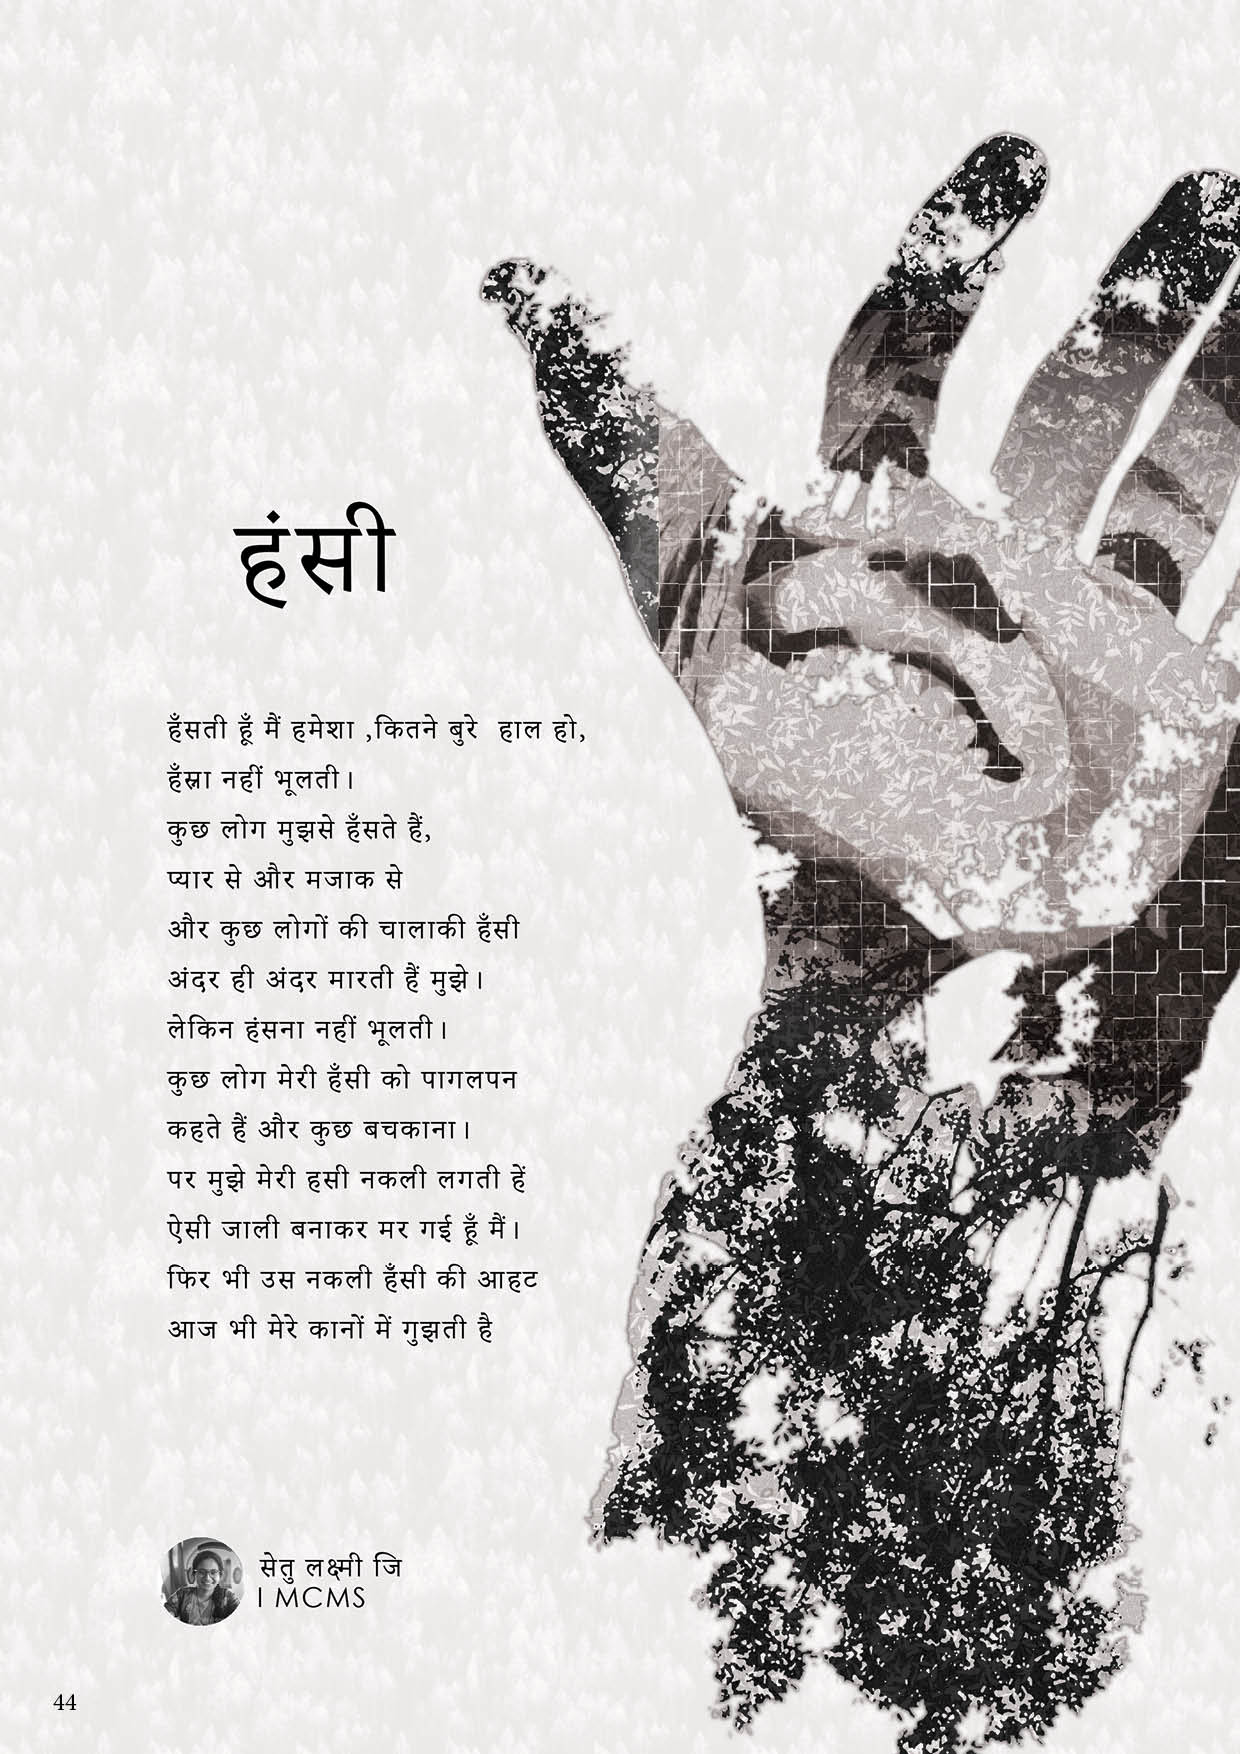 हंसी
हँसती हूँ मैं हमेशा ,कितने बुरे हाल हो,
हँस्ना नहीं भूलती।
कुछ लोग मुझसे हँसते हैं,
प्यार से और मजाक से
और कुछ लोगों की चालाकी हँसी
अंदर ही अंदर मारती हैं मुझे।
लेकिन हंसना नहीं भूलती।
कुछ लोग मेरी हँसी को पागलपन
कहते हैं और कुछ बचकाना।
पर मुझे मेरी हसी नकली लगती हें
ऐसी जाली बनाकर मर गई हूँ मैं।
फिर भी उस नकली हँसी की आहट
आज भी मेरे कानों में गुझती है
सेतु लक्ष्मी जि
I MCMS
44